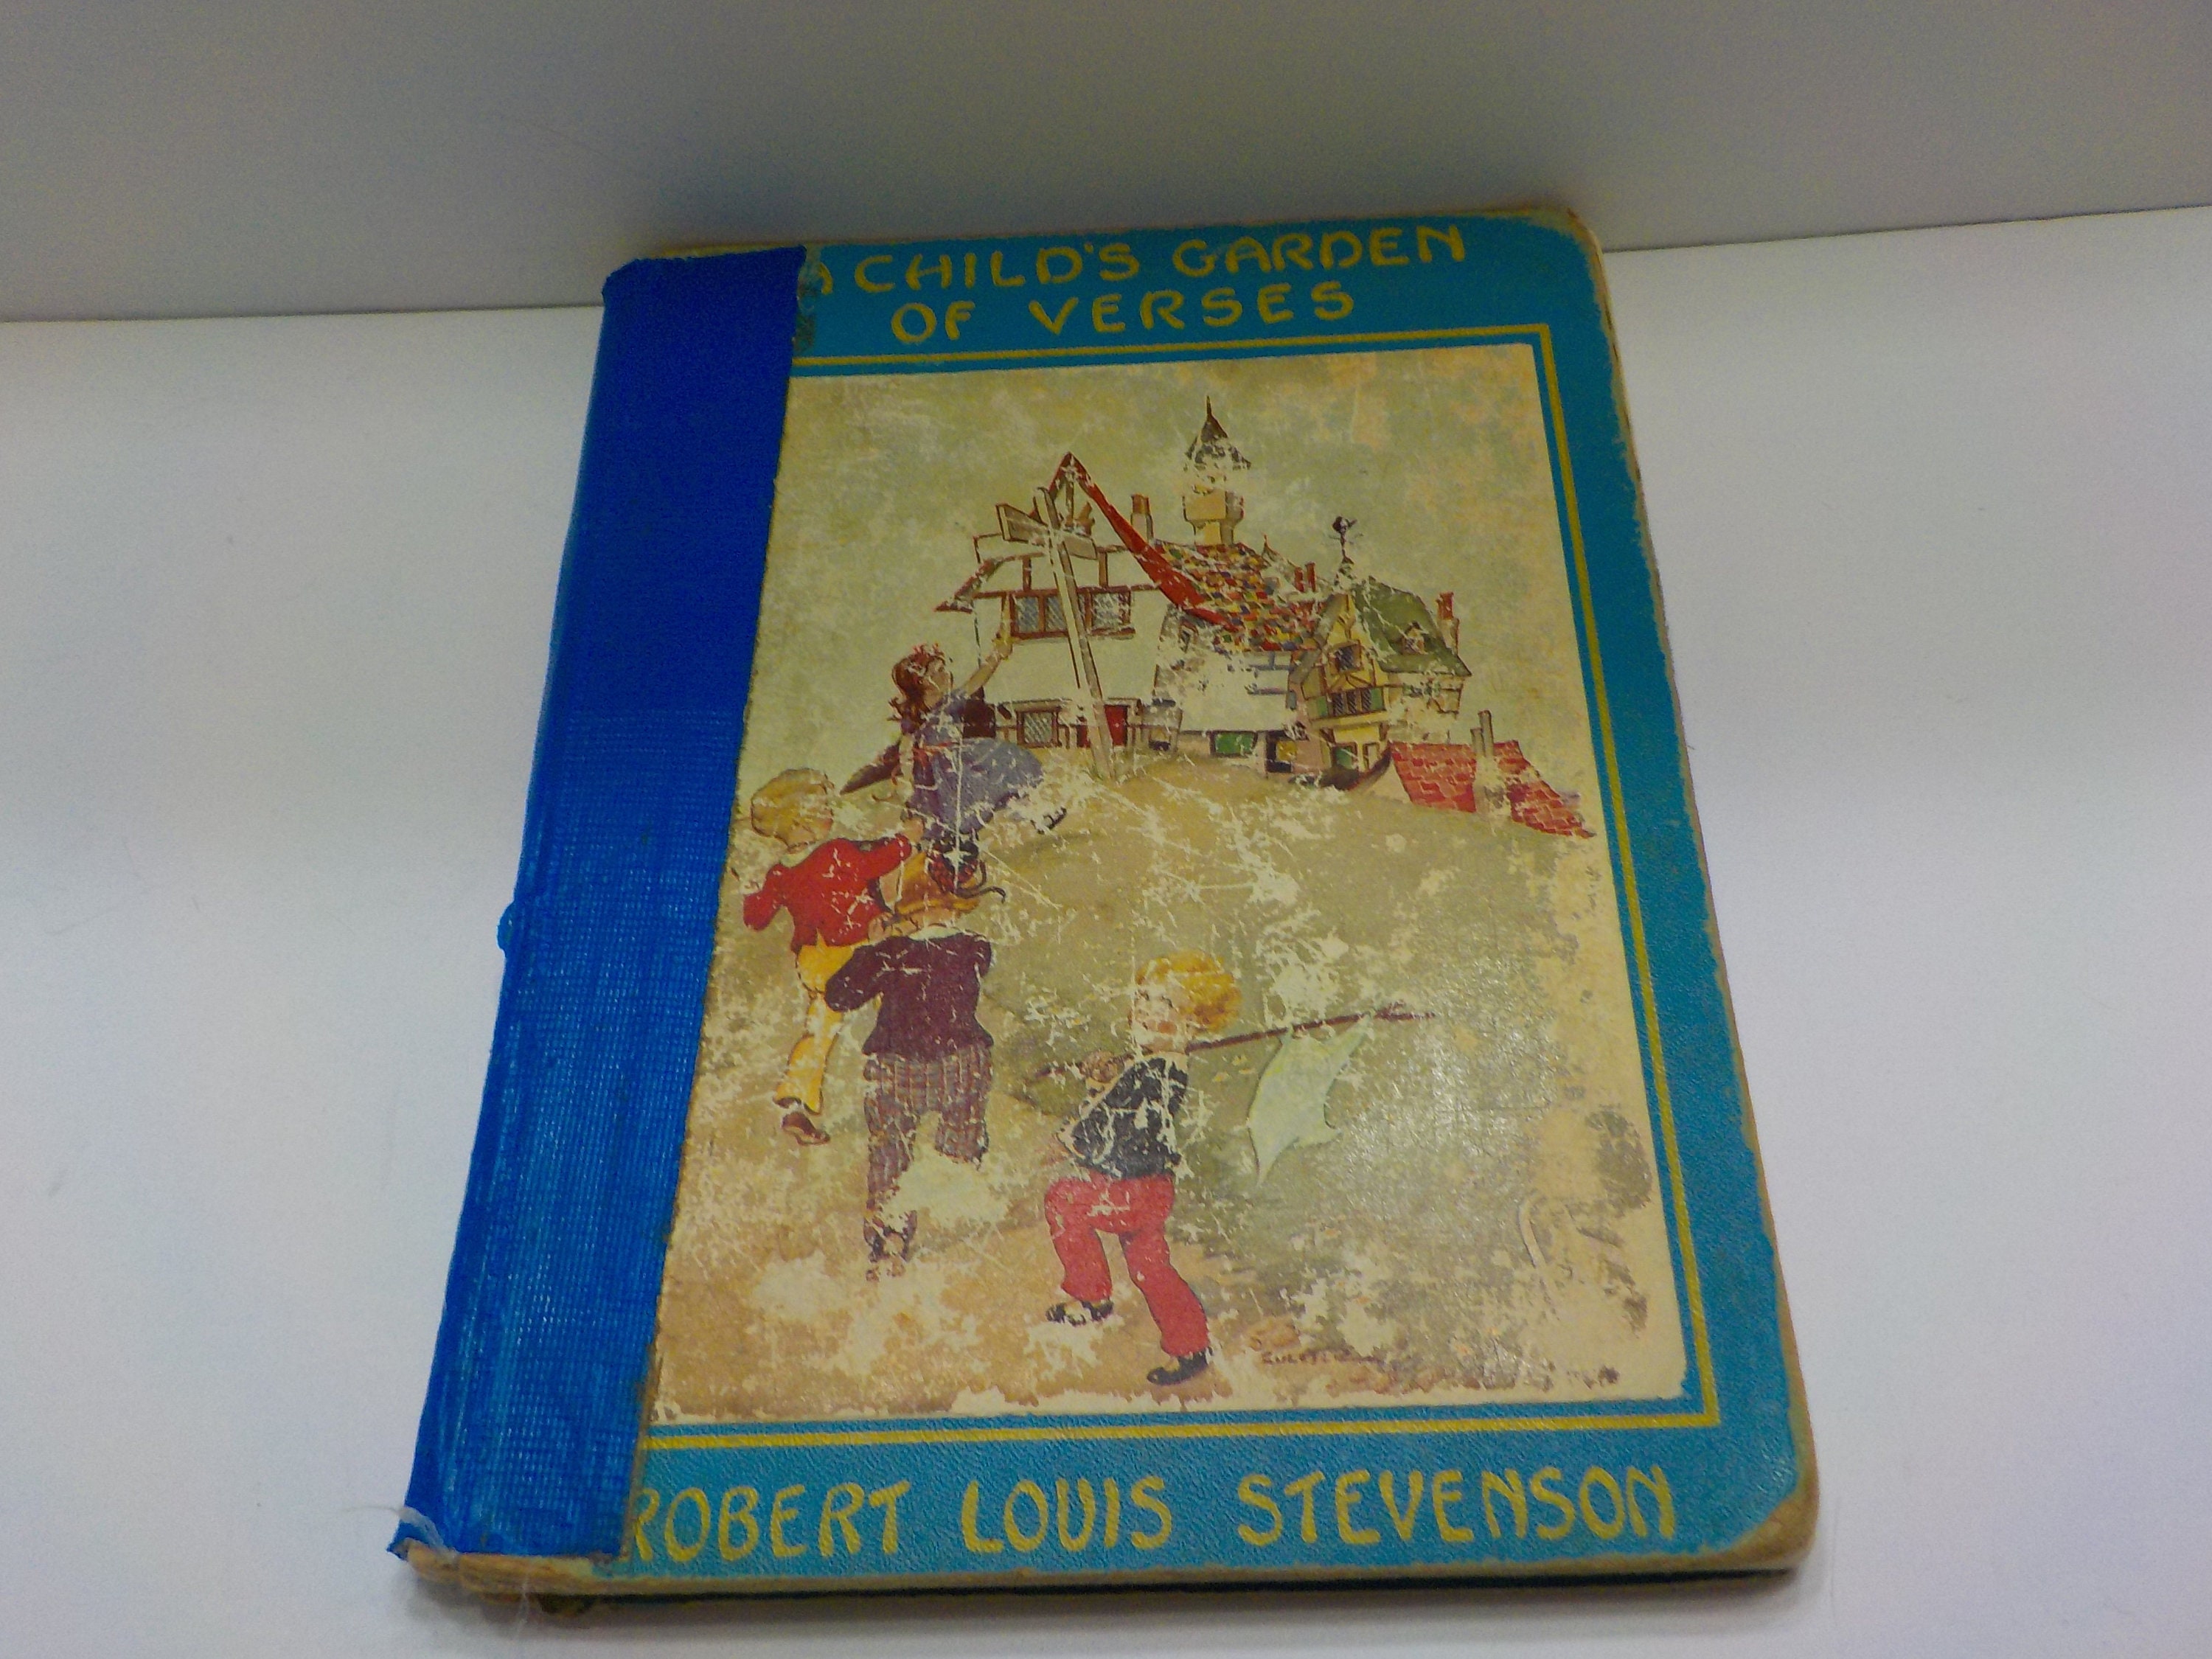 A CHILD'S GARDEN
OF VERSES
ROBERT LOUIS STEVENSON